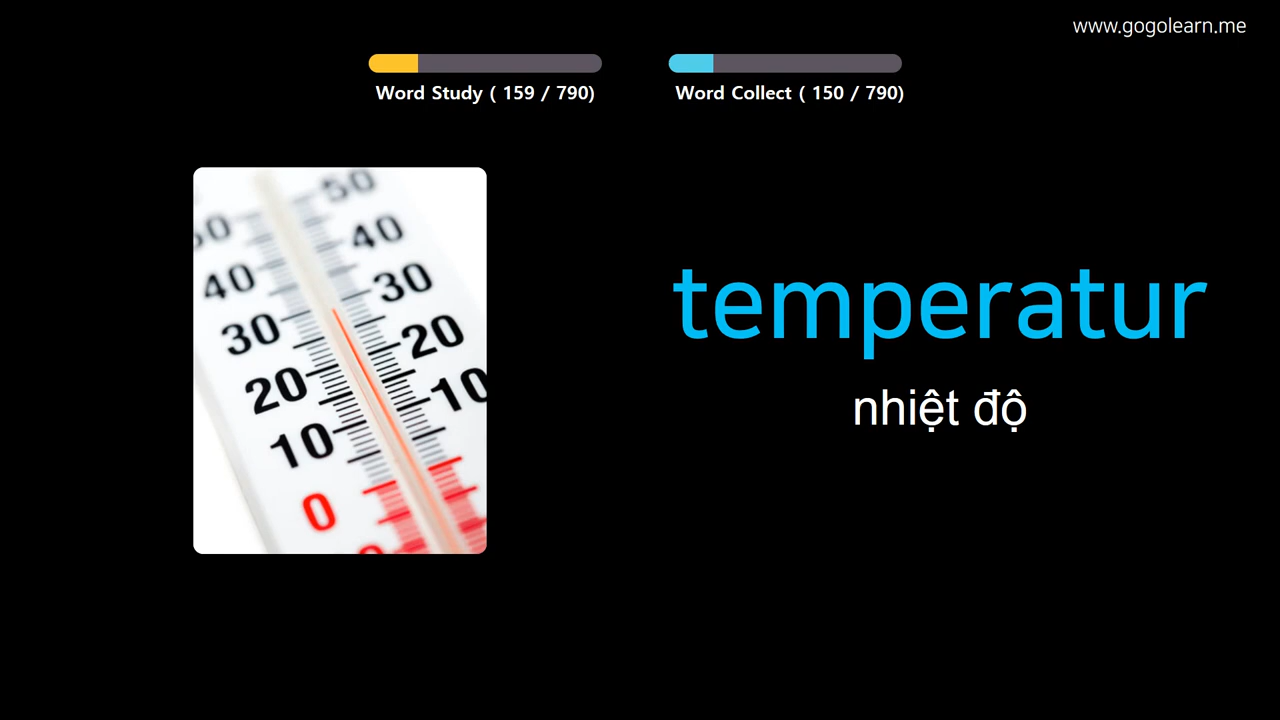 www.gogolearn.me
Word Study ( 159 / 790)
Word Collect ( 150 / 790)
50
50
40
40
30
30
20
20
10
10
0
temperatur
nhiệt độ